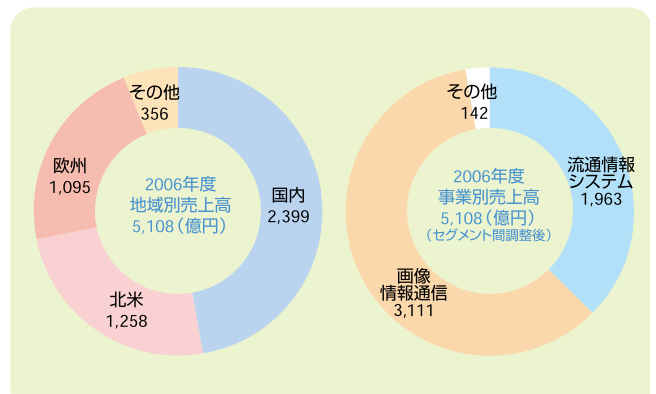 その他
356
欧州
1,095
2006年度
地域別売上高
5,108（億円）
国内
2,399
北米
1,258
その他
142
流通情報
システム
1,963
2006年度
事業別売上高
5,108（億円）
（セグメント間調整後）
画像
情報通信
3,111